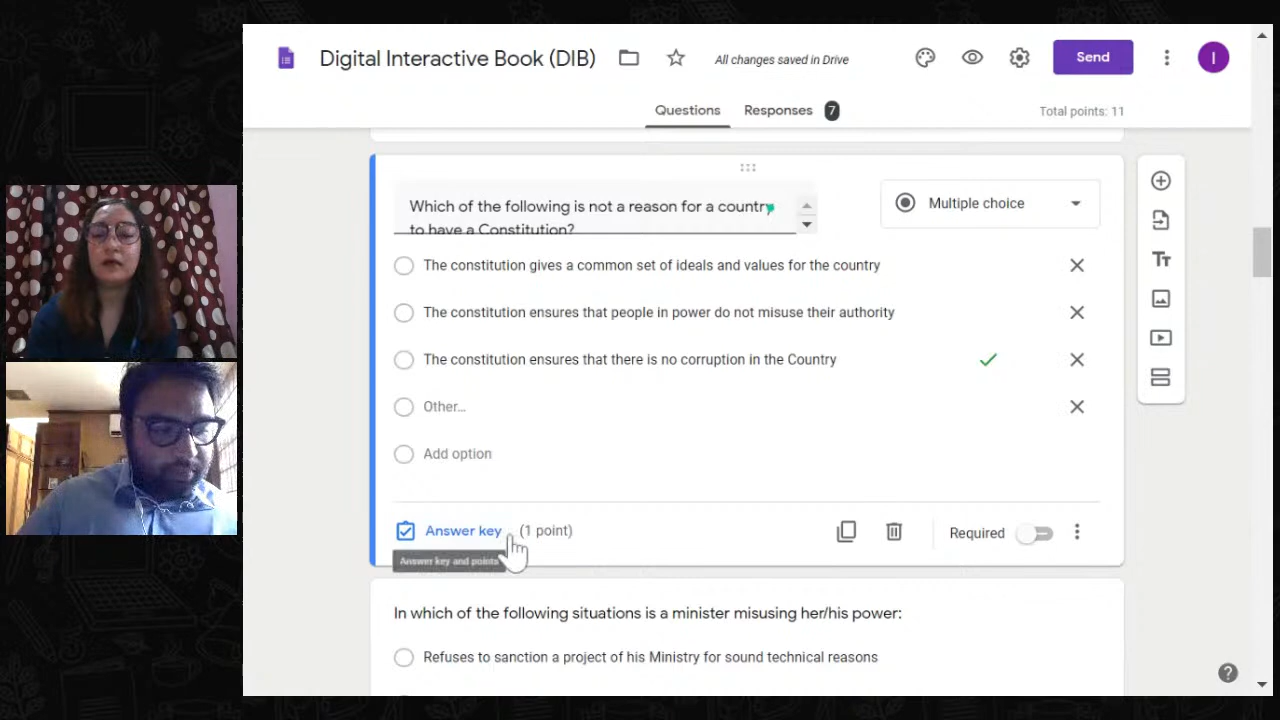 Digital Interactive Book (DIB)
All changes saved in Drive
Send
I
Questions
Responses
7
Total points: 11
Which of the following is not a reason for a country
to have a Constitution?
Multiple choice
The constitution gives a common set of ideals and values for the country
The constitution ensures that people in power do not misuse their authority
The constitution ensures that there is no corruption in the Country
Other...
Add option
Answer key
(1 point)
Required
Answer key and points
In which of the following situations is a minister misusing her/his power:
Refuses to sanction a project of his Ministry for sound technical reasons